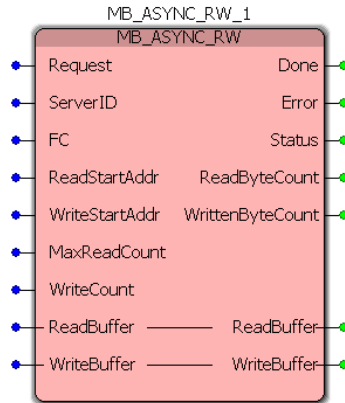 MB_ASYNC_RW_1
MB_ASYNC_RW
Request Done
ServerID Error
FC Status
ReadStartAddr ReadByteCount
WriteStartAddr WrittenByteCount
MaxReadCount
WriteCount
ReadBuffer ReadBuffer
WriteBuffer WriteBuffer